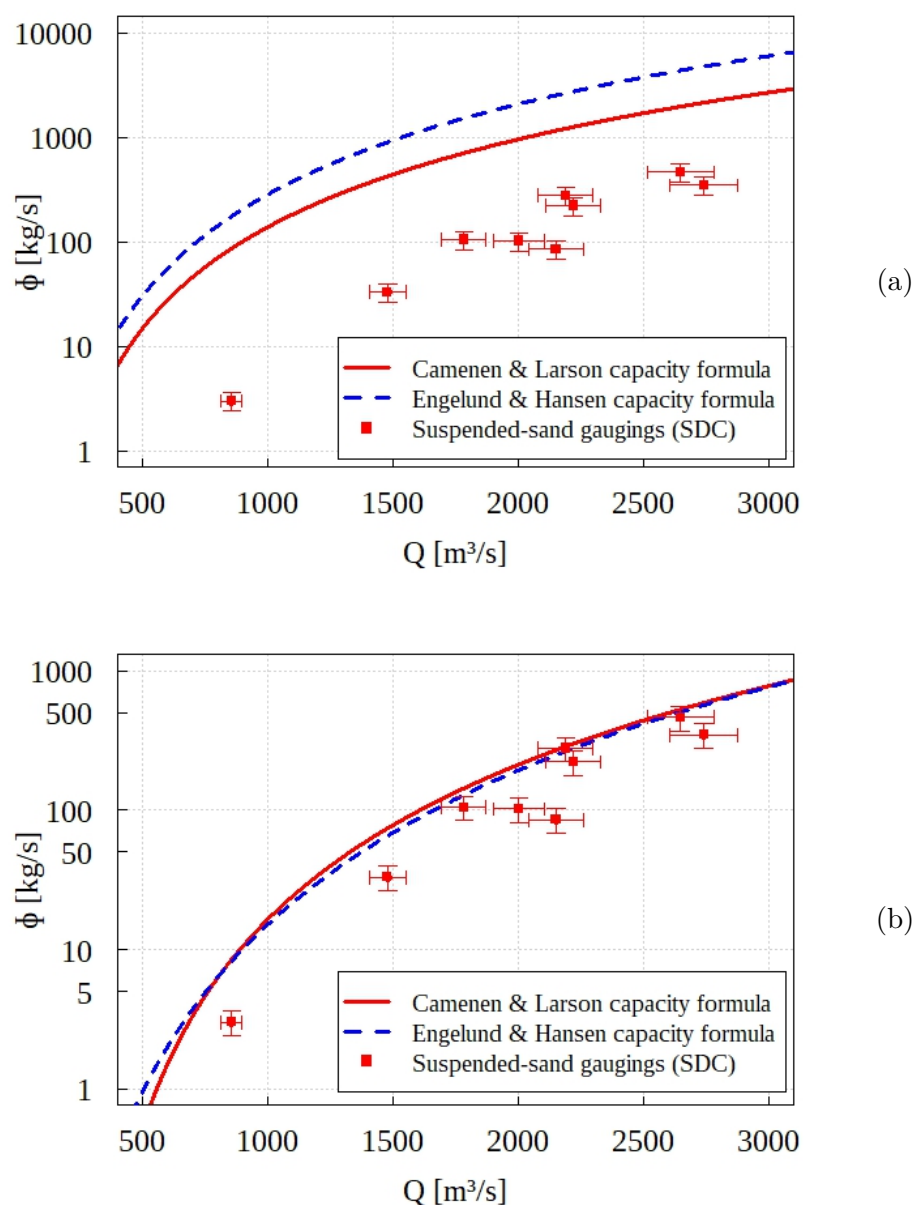 10000
1000
100
10
1
ϕ [kg/s]
Camenen & Larson capacity formula
Engelund & Hansen capacity formula
Suspended-sand gaugings (SDC)
500 1000 1500 2000 2500 3000
Q [m³/s]
(a)
1000
500
100
50
10
5
1
ϕ [kg/s]
Camenen & Larson capacity formula
Engelund & Hansen capacity formula
Suspended-sand gaugings (SDC)
500 1000 1500 2000 2500 3000
Q [m³/s]
(b)